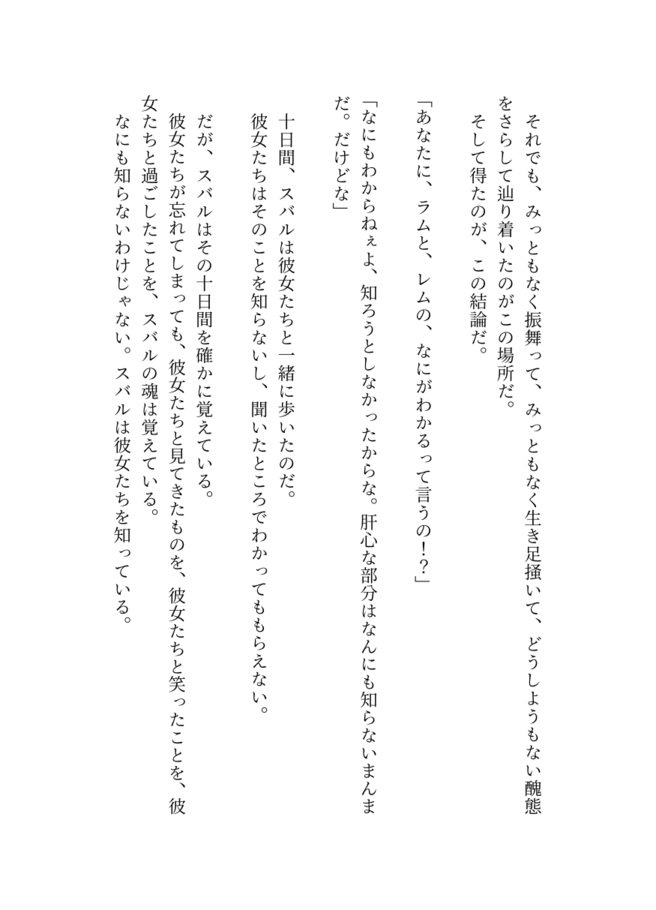 それでも、みっともなく振舞って、みっともなく生き足掻いて、どうしようもない醜態
をさらして辿り着いたのがこの場所だ。
そして得たのが、この結論だ。
「あなたに、ラムと、レムの、なにがわかるって言うの！？」
「なにもわからねぇよ、知ろうとしなかったからな。肝心な部分はなんにも知らないまんま
だ。だけどな」
十日間、スバルは彼女たちと一緒に歩いたのだ。
彼女たちはそのことを知らないし、聞いたところでわかってももらえない。
だが、スバルはその十日間を確かに覚えている。
彼女たちが忘れてしまっても、彼女たちと見てきたものを、彼女たちと笑ったことを、彼
女たちと過ごしたことを、スバルの魂は覚えている。
なにも知らないわけじゃない。スバルは彼女たちを知っている。